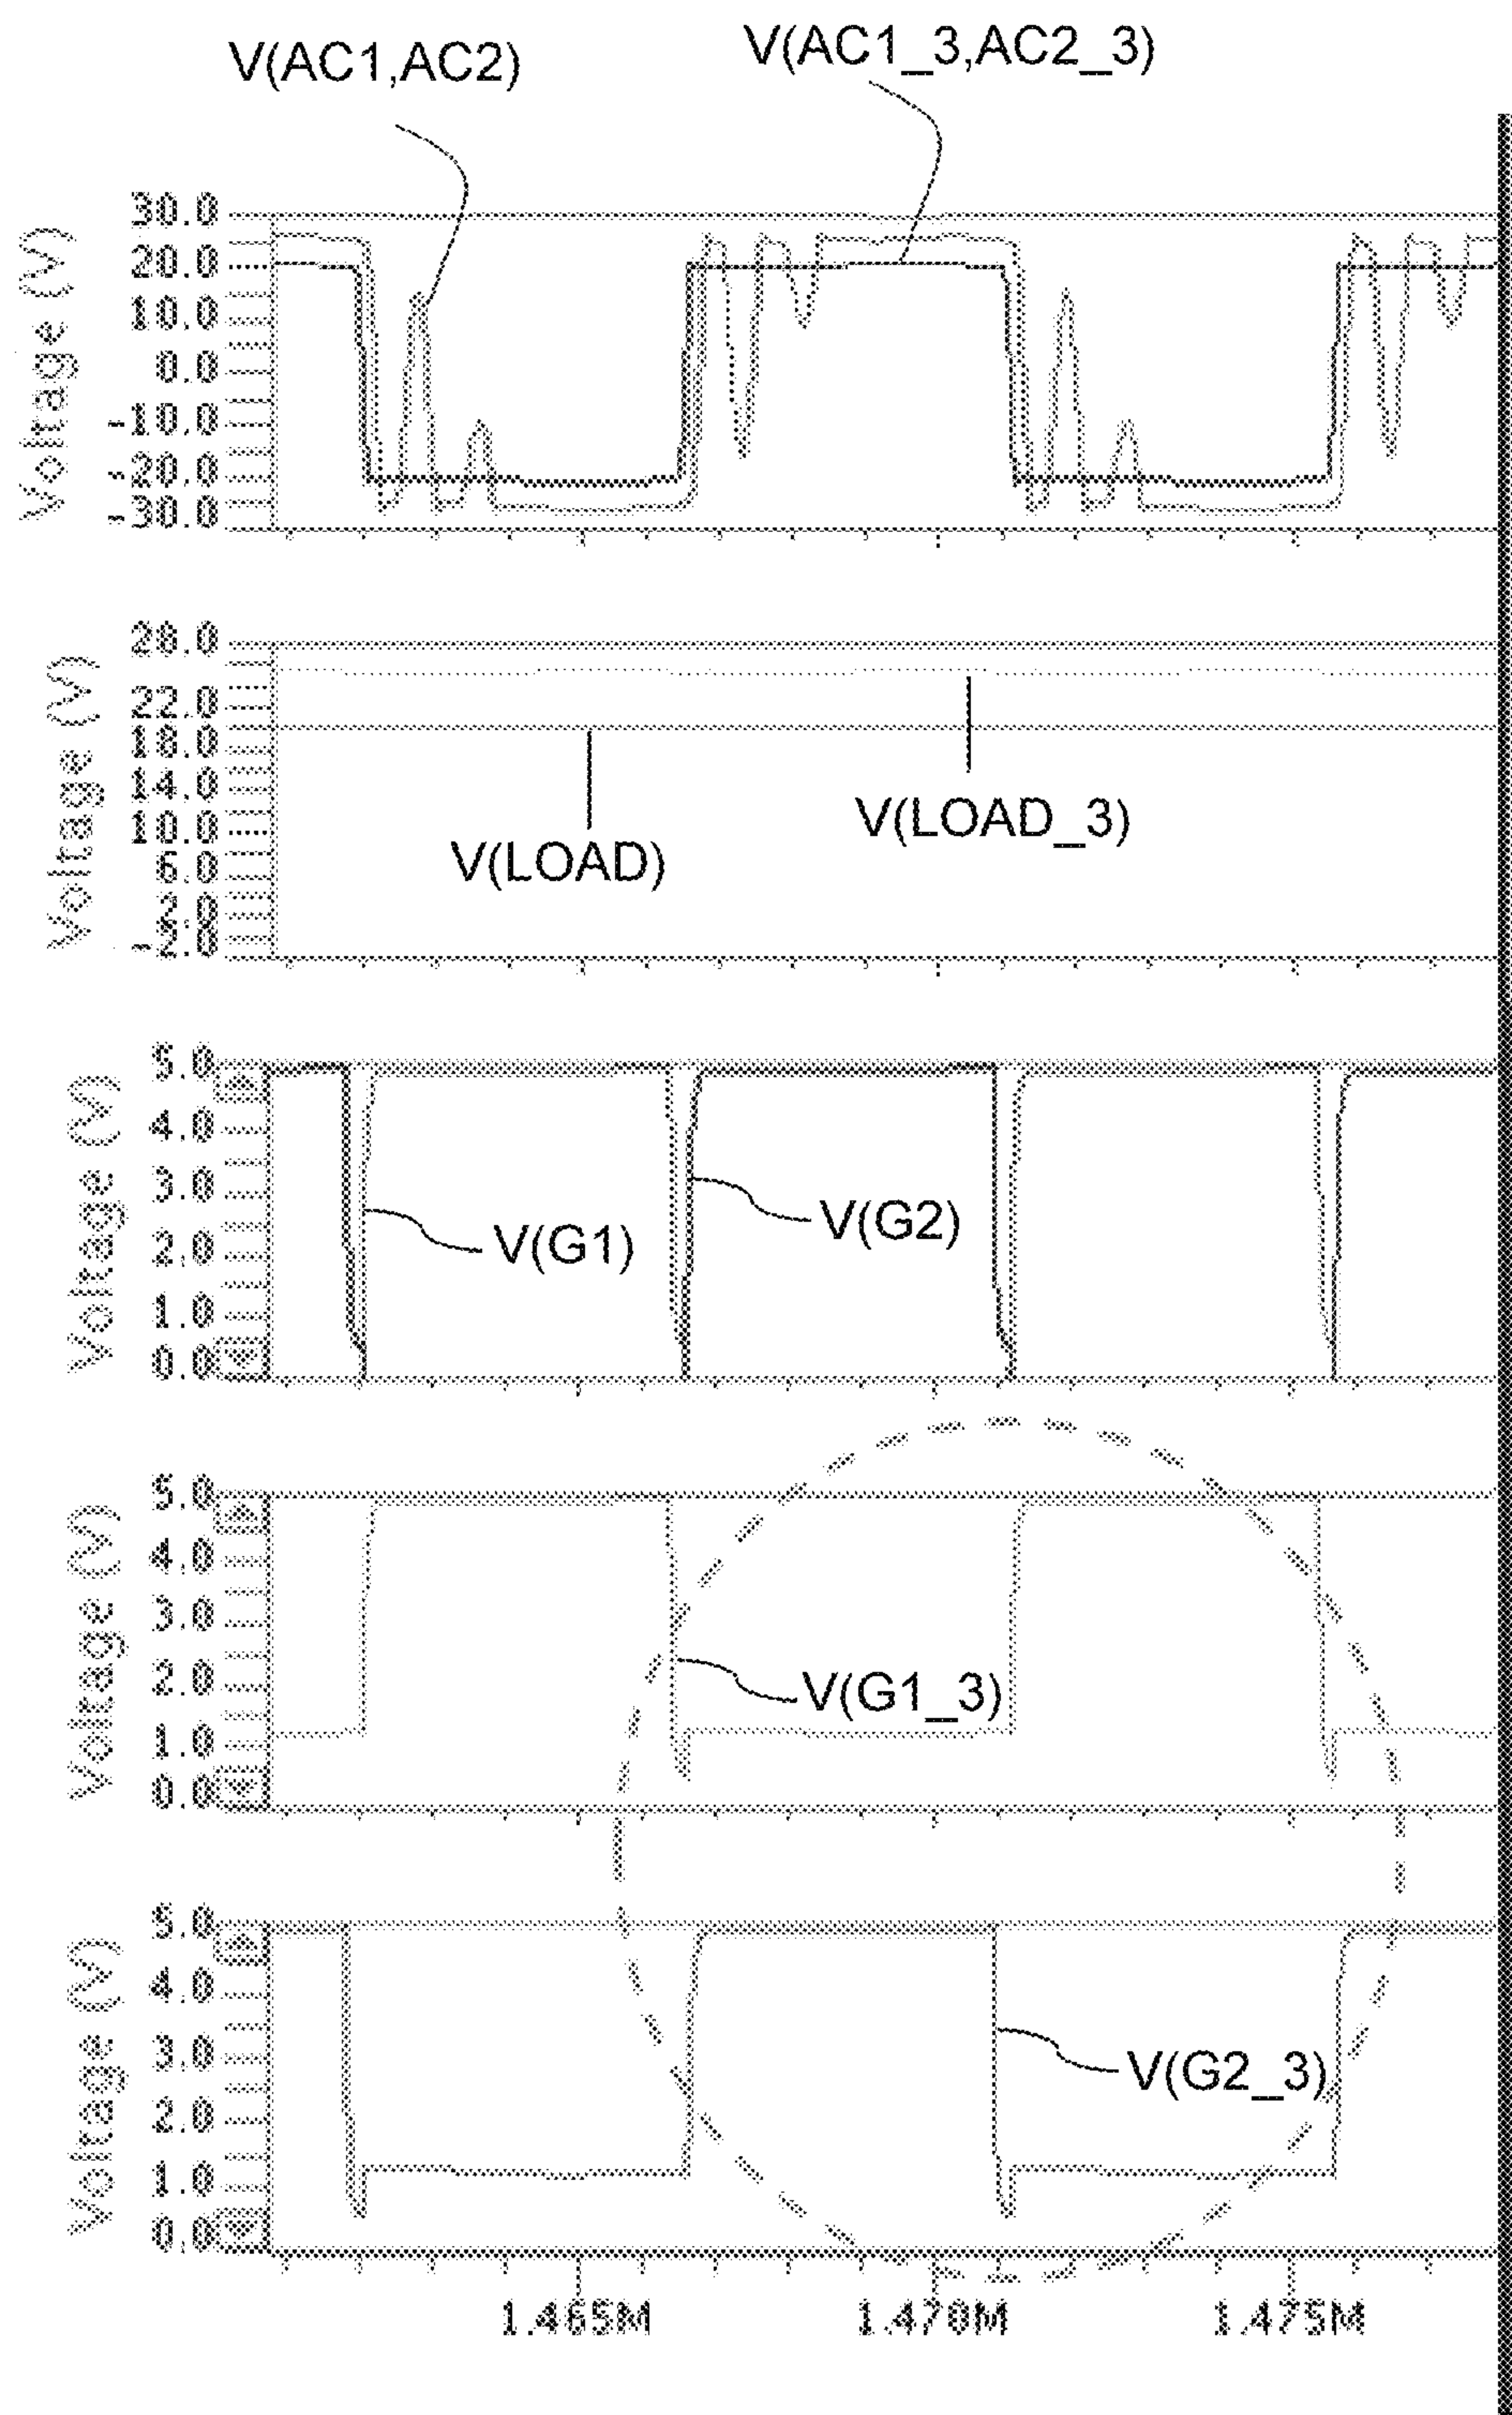 V(AC1,AC2)
V(AC1_3,AC2_3)
Voltage (V)
30.0
20.0
10.0
0.0
-10.0
-20.0
-30.0
Voltage (V)
28.0
22.0
18.0
14.0
10.0
6.0
2.0
-2.0
V(LOAD)
V(LOAD_3)
Voltage (V)
5.0
4.0
3.0
2.0
1.0
0.0
V(G1)
V(G2)
Voltage (V)
5.0
4.0
3.0
2.0
1.0
0.0
V(G1_3)
Voltage (V)
5.0
4.0
3.0
2.0
1.0
0.0
V(G2_3)
1.465M
1.470M
1.475M